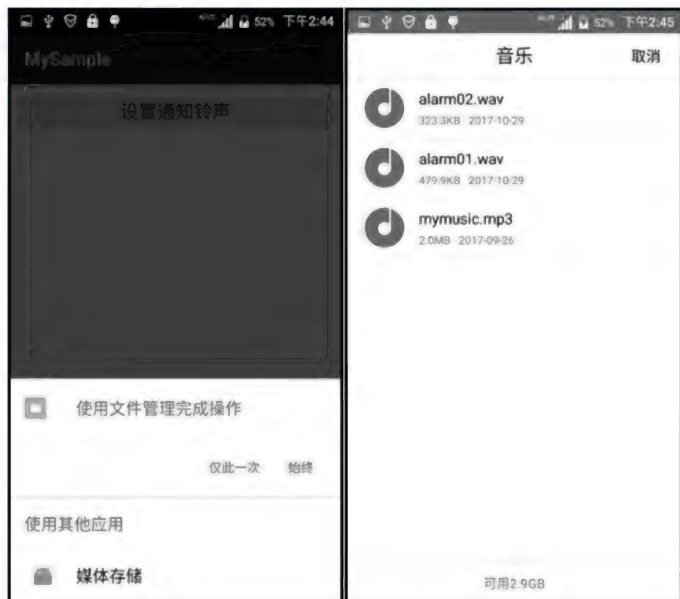 52% 下午2:44
MySample
设置通知铃声
使用文件管理完成操作
仅此一次 始终
使用其他应用
媒体存储
52% 下午2:45
音乐 取消
alarm02.wav
323.3KB 2017-10-29
alarm01.wav
479.9KB 2017-10-29
mymusic.mp3
2.0MB 2017-09-26
可用2.9GB